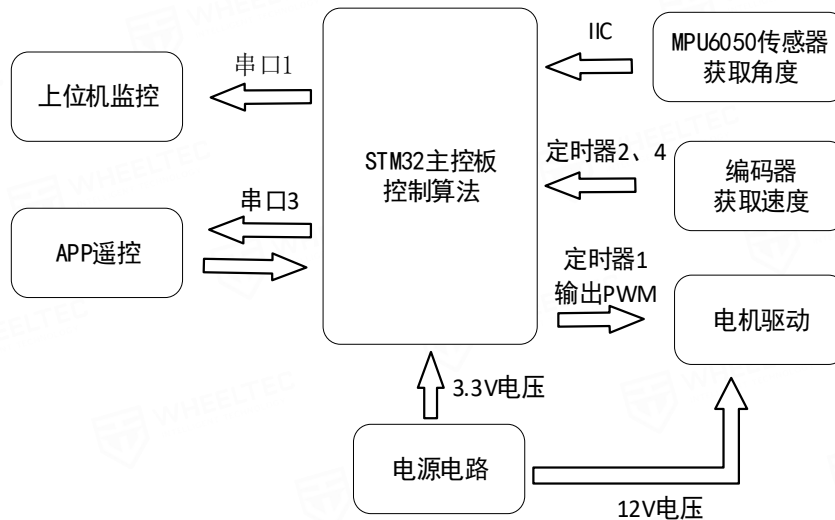 IIC
MPU6050传感器
获取角度
串口1
上位机监控
STM32主控板
控制算法
定时器2、4
编码器
获取速度
串口3
APP遥控
定时器1
输出PWM
电机驱动
3.3V电压
电源电路
12V电压
WHEELTEC
WHEELTEC
WHEELTEC